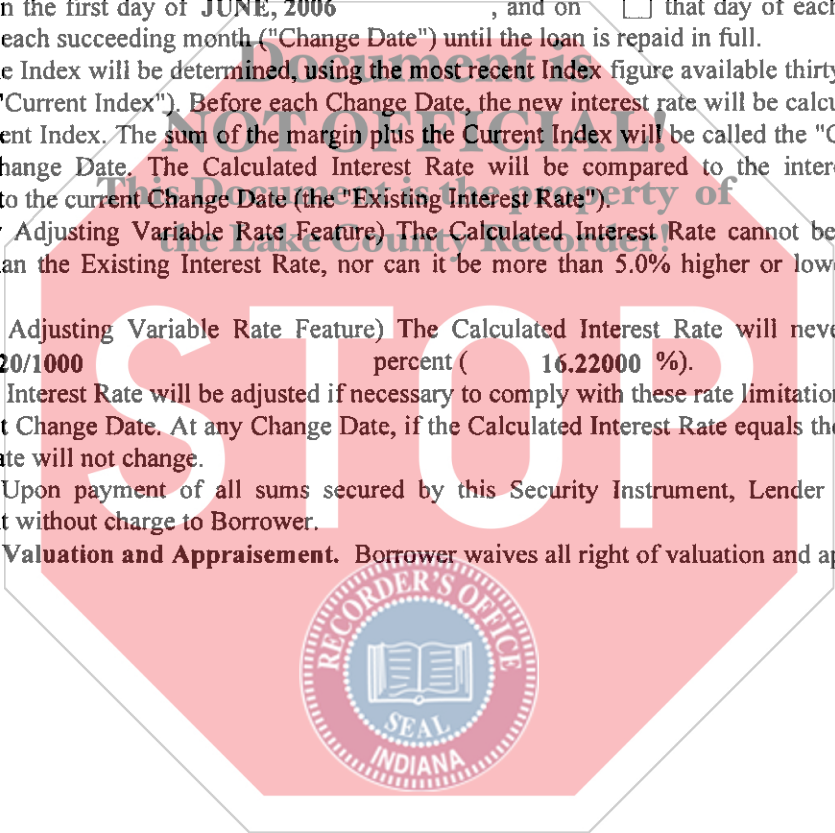 n the first day of JUNE, 2006 , and on ☐ that day of each
each succeeding month ("Change Date") until the loan is repaid in full.
e Index will be determined, using the most recent Index figure available thirty
"Current Index"). Before each Change Date, the new interest rate will be calcu
ent Index. The sum of the margin plus the Current Index will be called the "C
hange Date. The Calculated Interest Rate will be compared to the inter
to the current Change Date (the "Existing Interest Rate").
Adjusting Variable Rate Feature) The Calculated Interest Rate cannot be
an the Existing Interest Rate, nor can it be more than 5.0% higher or lowe
Adjusting Variable Rate Feature) The Calculated Interest Rate will neve
20/1000 percent ( 16.22000 %).
Interest Rate will be adjusted if necessary to comply with these rate limitation
t Change Date. At any Change Date, if the Calculated Interest Rate equals the
ate will not change.
Upon payment of all sums secured by this Security Instrument, Lender
t without charge to Borrower.
Valuation and Appraisement. Borrower waives all right of valuation and ap
Document is
NOT OFFICIAL!
This Document is the property of
the Lake County Recorder!
STOP
RECORDER'S OFFICE
SEAL
INDIANA